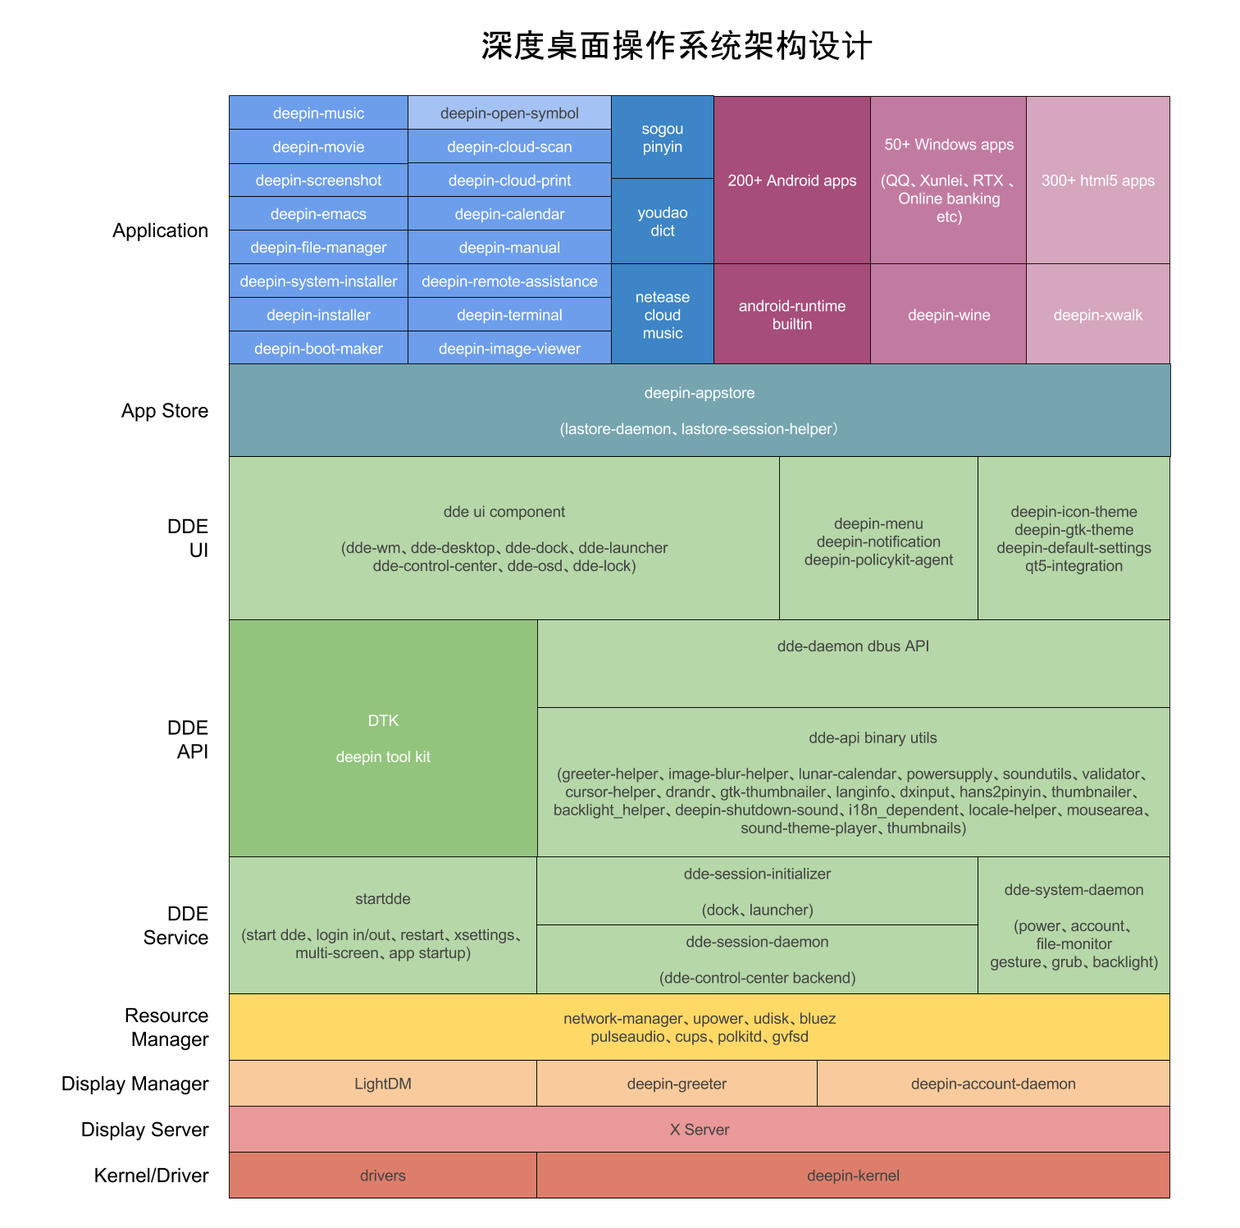 深度桌面操作系统架构设计
Application
deepin-music
deepin-movie
deepin-screenshot
deepin-emacs
deepin-file-manager
deepin-system-installer
deepin-installer
deepin-boot-maker
deepin-open-symbol
deepin-cloud-scan
deepin-cloud-print
deepin-calendar
deepin-manual
deepin-remote-assistance
deepin-terminal
deepin-image-viewer
sogou
pinyin
youdao
dict
netease
cloud
music
200+ Android apps
android-runtime
builtin
50+ Windows apps
(QQ、Xunlei、RTX 、
Online banking
etc)
deepin-wine
300+ html5 apps
deepin-xwalk
App Store
deepin-appstore
(lastore-daemon、lastore-session-helper）
DDE
UI
dde ui component
(dde-wm、dde-desktop、dde-dock、dde-launcher
dde-control-center、dde-osd、dde-lock)
deepin-menu
deepin-notification
deepin-policykit-agent
deepin-icon-theme
deepin-gtk-theme
deepin-default-settings
qt5-integration
DDE
API
DTK
deepin tool kit
dde-daemon dbus API
dde-api binary utils
(greeter-helper、image-blur-helper、lunar-calendar、powersupply、soundutils、validator、
cursor-helper、drandr、gtk-thumbnailer、langinfo、dxinput、hans2pinyin、thumbnailer、
backlight_helper、deepin-shutdown-sound、i18n_dependent、locale-helper、mousearea、
sound-theme-player、thumbnails)
DDE
Service
startdde
(start dde、login in/out、restart、xsettings、
multi-screen、app startup)
dde-session-initializer
(dock、launcher)
dde-session-daemon
(dde-control-center backend)
dde-system-daemon
(power、account、
file-monitor
gesture、grub、backlight)
Resource
Manager
network-manager、upower、udisk、bluez
pulseaudio、cups、polkitd、gvfsd
Display Manager
LightDM
deepin-greeter
deepin-account-daemon
Display Server
X Server
Kernel/Driver
drivers
deepin-kernel